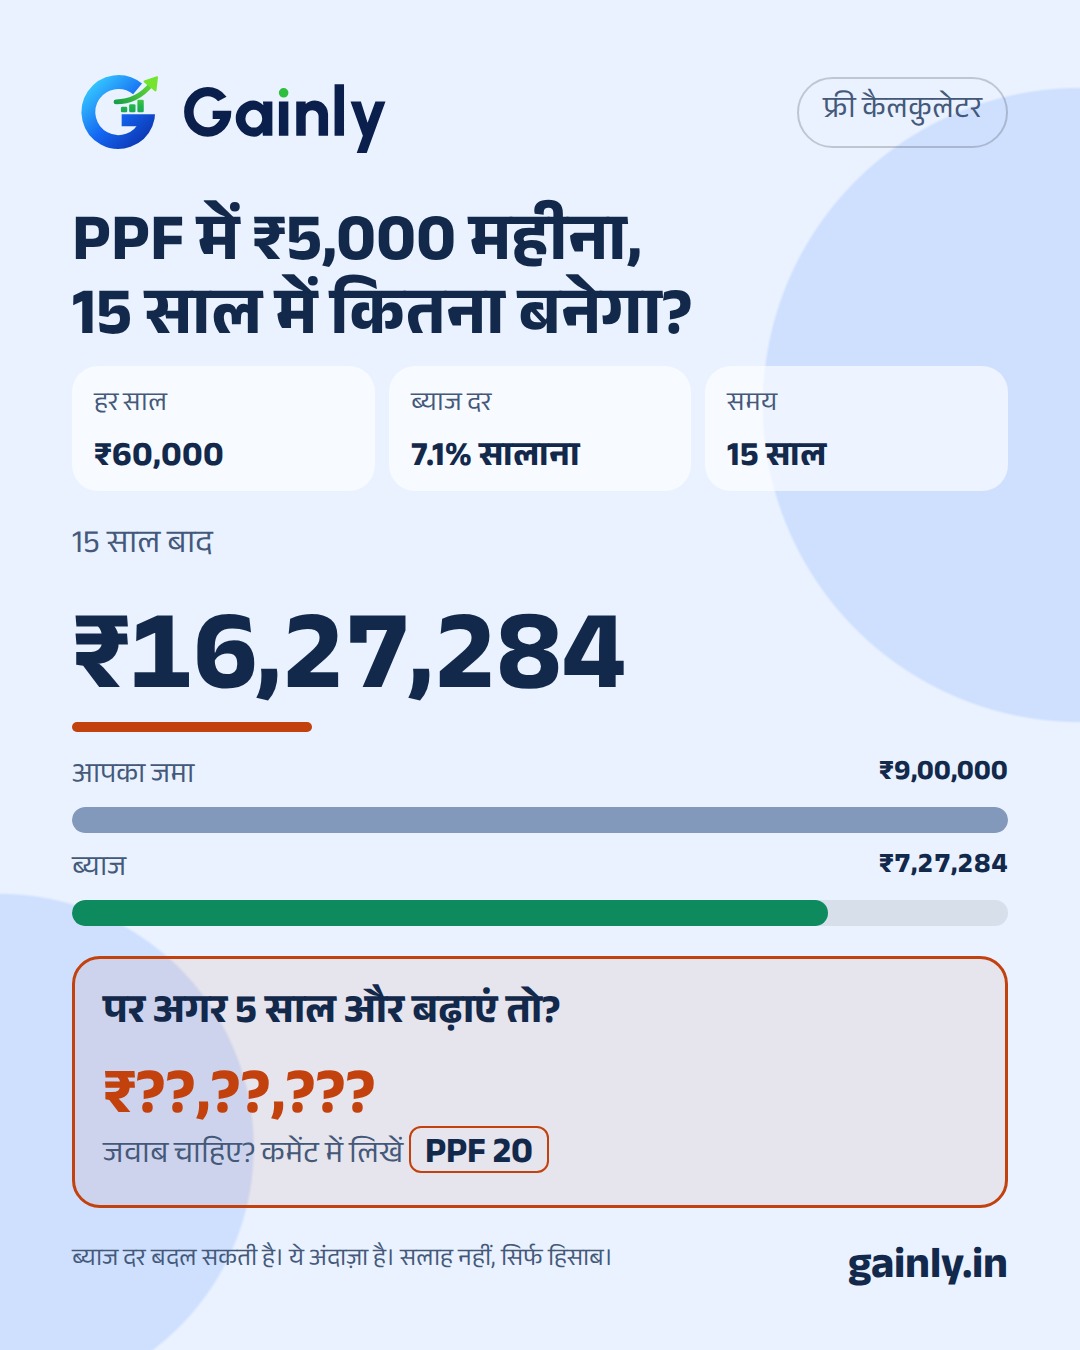 Gainly
फ्री कैलकुलेटर
PPF में ₹5,000 महीना,
15 साल में कितना बनेगा?
हर साल
₹60,000
ब्याज दर
7.1% सालाना
समय
15 साल
15 साल बाद
₹16,27,284
आपका जमा
₹9,00,000
ब्याज
₹7,27,284
पर अगर 5 साल और बढ़ाएं तो?
₹??,??,???
जवाब चाहिए? कमेंट में लिखें PPF 20
ब्याज दर बदल सकती है। ये अंदाज़ा है। सलाह नहीं, सिर्फ हिसाब।
gainly.in